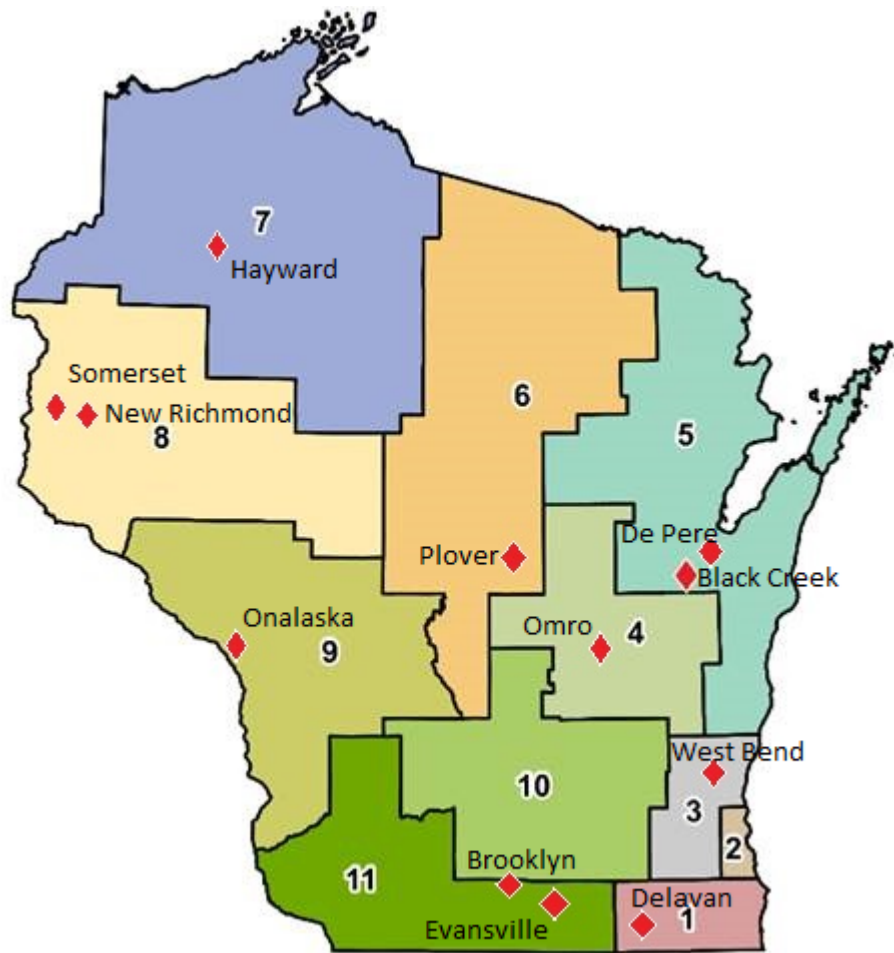 7
Hayward
Somerset
New Richmond
8
6
5
De Pere
Plover
Black Creek
Onalaska
9
Omro
4
West Bend
10
3
2
Brooklyn
11
Delavan
1
Evansville